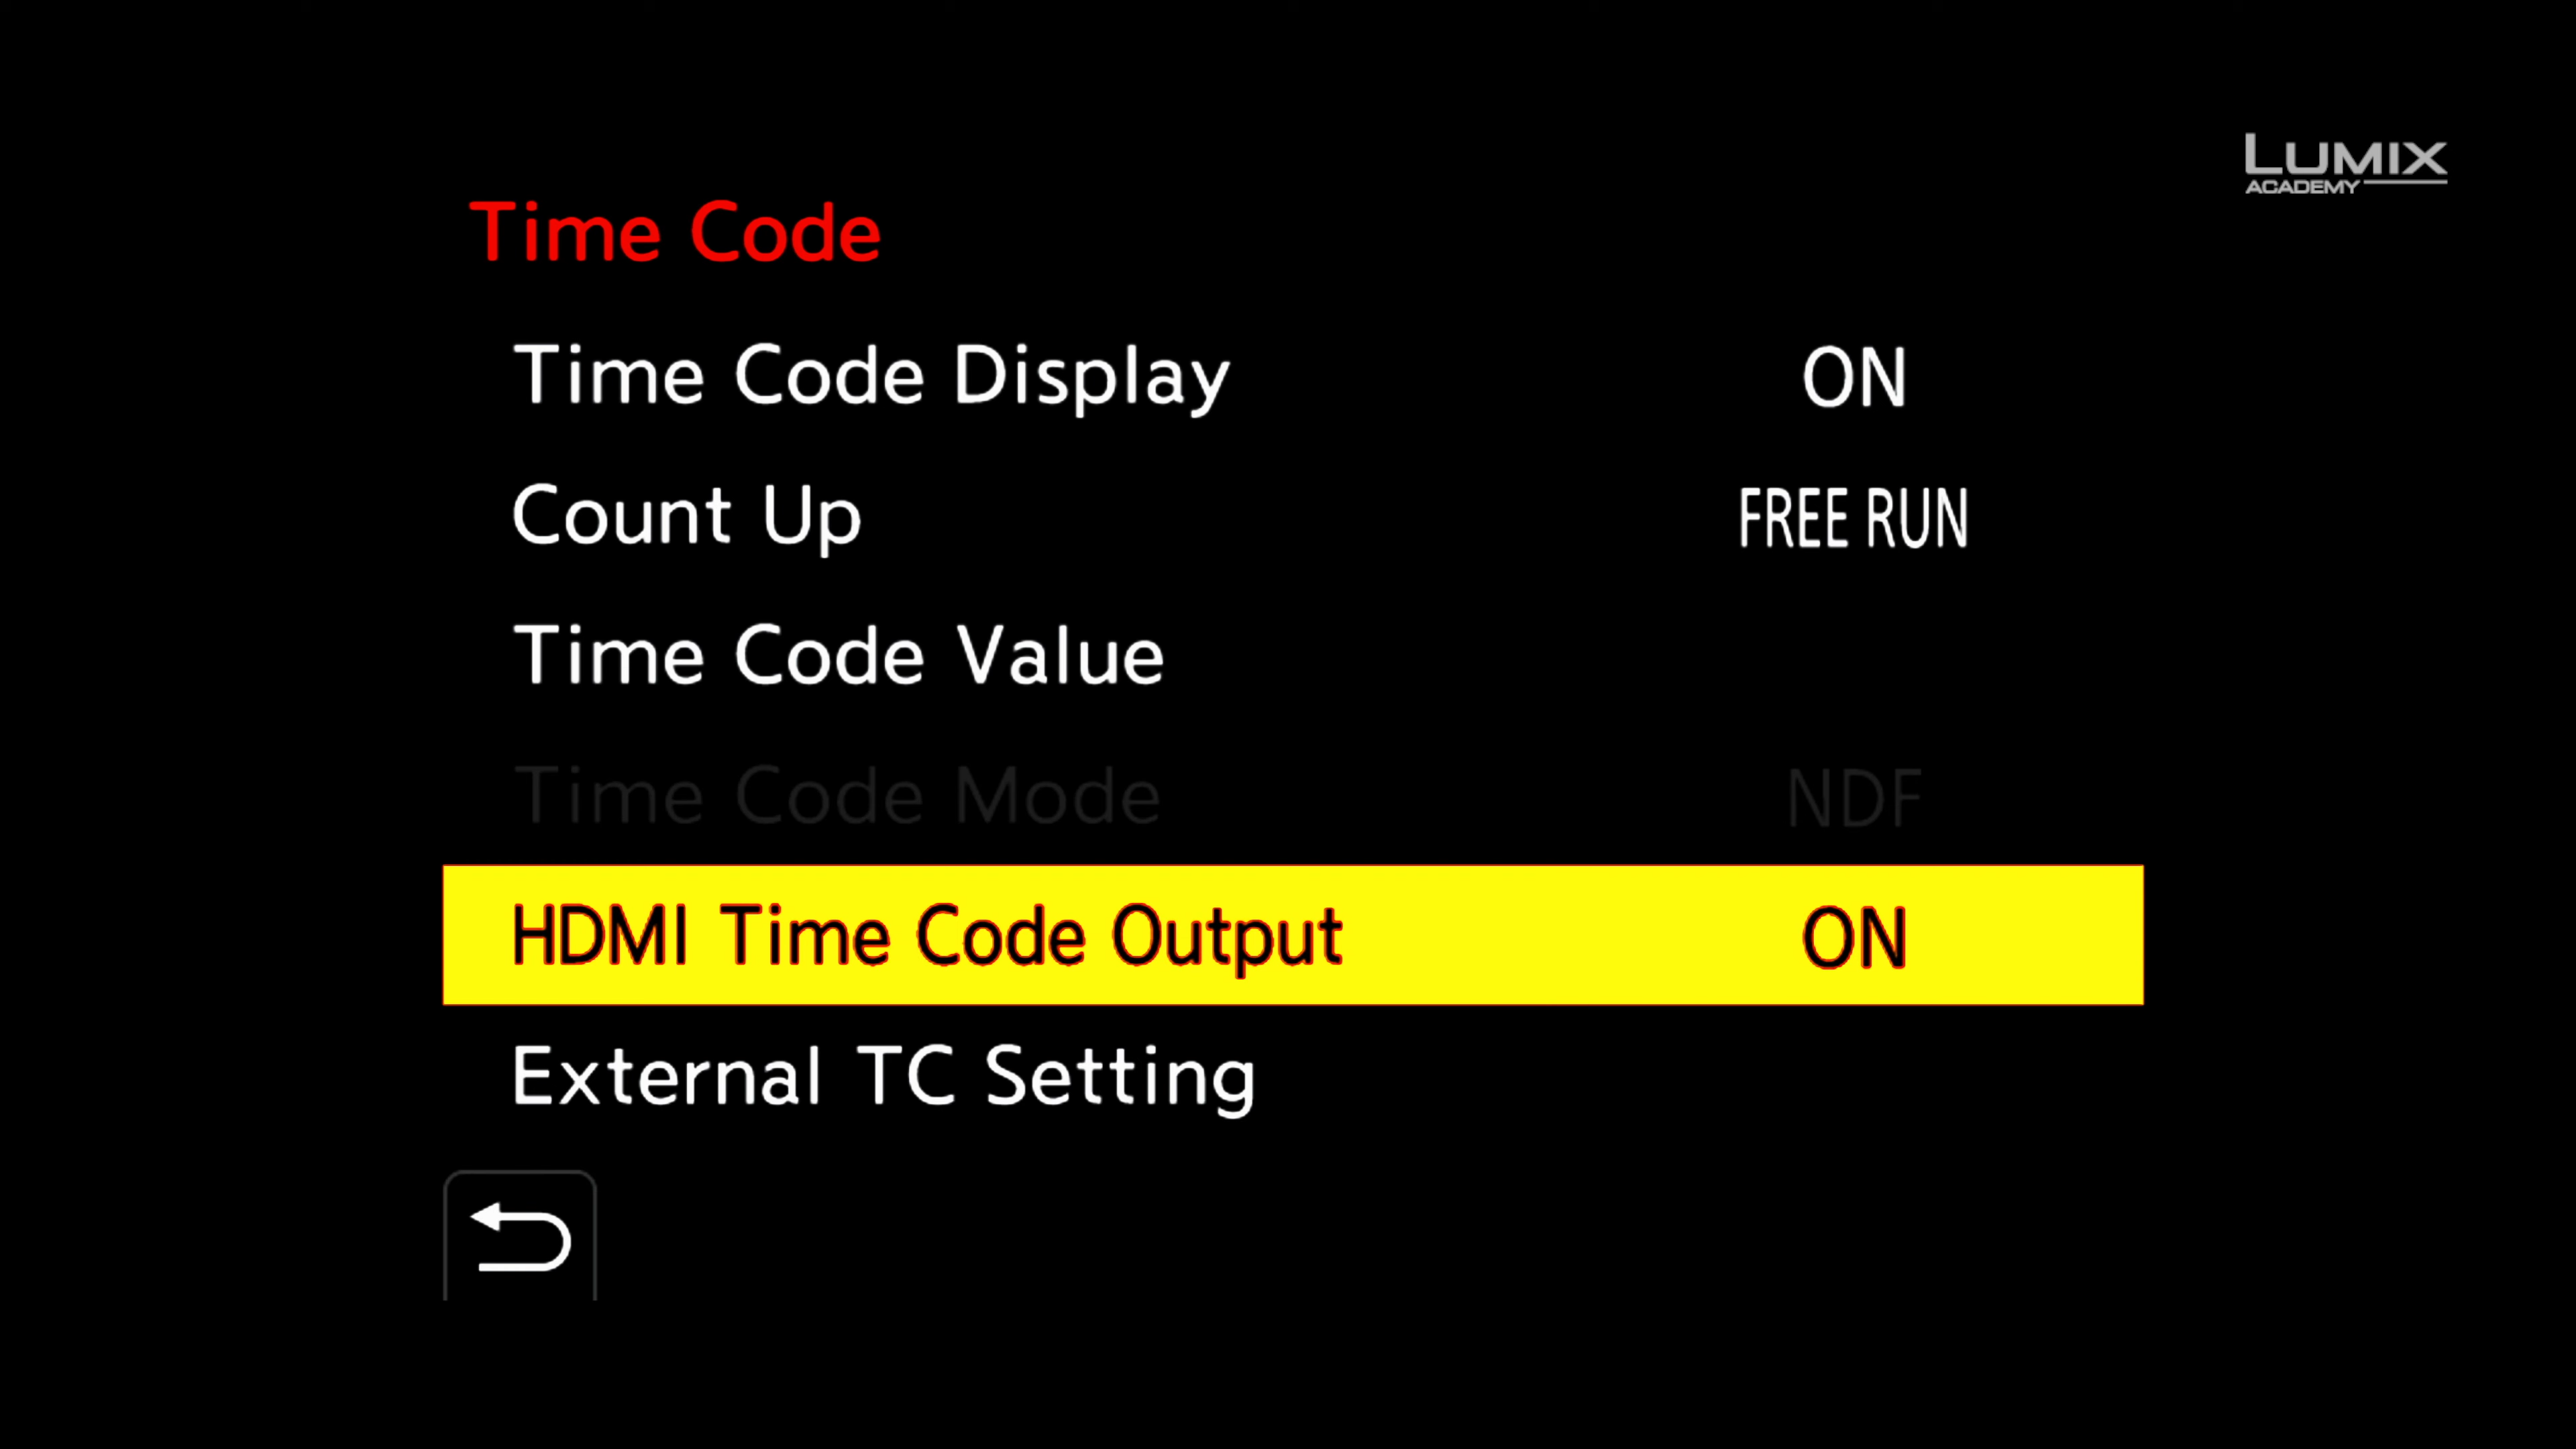 LUMIX
ACADEMY
Time Code
Time Code Display ON
Count Up FREE RUN
Time Code Value
Time Code Mode NDF
HDMI Time Code Output ON
External TC Setting